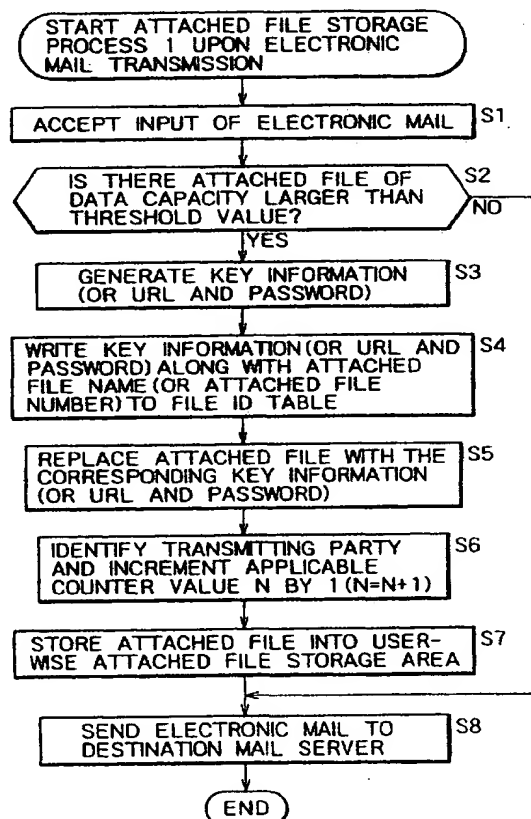 START ATTACHED FILE STORAGE
PROCESS 1 UPON ELECTRONIC
MAIL TRANSMISSION
ACCEPT INPUT OF ELECTRONIC MAIL
S1
IS THERE ATTACHED FILE OF
DATA CAPACITY LARGER THAN
THRESHOLD VALUE?
S2
NO
YES
GENERATE KEY INFORMATION
(OR URL AND PASSWORD)
S3
WRITE KEY INFORMATION(OR URL AND
PASSWORD)ALONG WITH ATTACHED
FILE NAME(OR ATTACHED FILE
NUMBER)TO FILE ID TABLE
S4
REPLACE ATTACHED FILE WITH THE
CORRESPONDING KEY INFORMATION
(OR URL AND PASSWORD)
S5
IDENTIFY TRANSMITTING PARTY
AND INCREMENT APPLICABLE
COUNTER VALUE N BY 1(N=N+1)
S6
STORE ATTACHED FILE INTO USER-
WISE ATTACHED FILE STORAGE AREA
S7
SEND ELECTRONIC MAIL TO
DESTINATION MAIL SERVER
S8
END